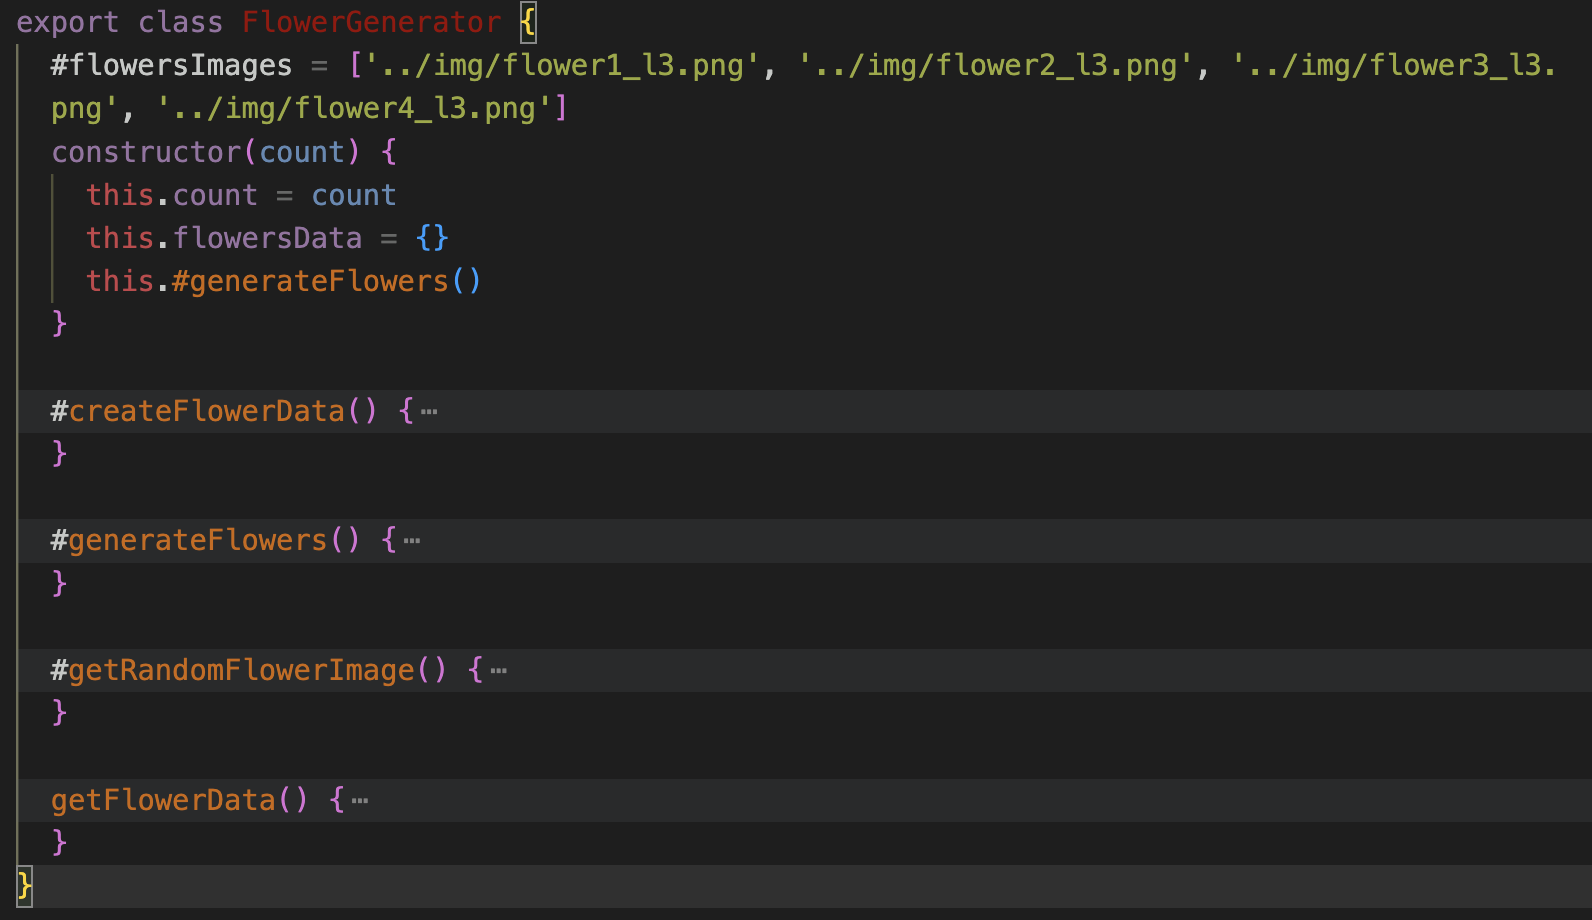 export class FlowerGenerator {
#flowersImages = ['../img/flower1_l3.png', '../img/flower2_l3.png', '../img/flower3_l3.
png', '../img/flower4_l3.png']
constructor(count) {
this.count = count
this.flowersData = {}
this.#generateFlowers()
}
#createFlowerData() { ⋯
}
#generateFlowers() { ⋯
}
#getRandomFlowerImage() { ⋯
}
getFlowerData() { ⋯
}
}